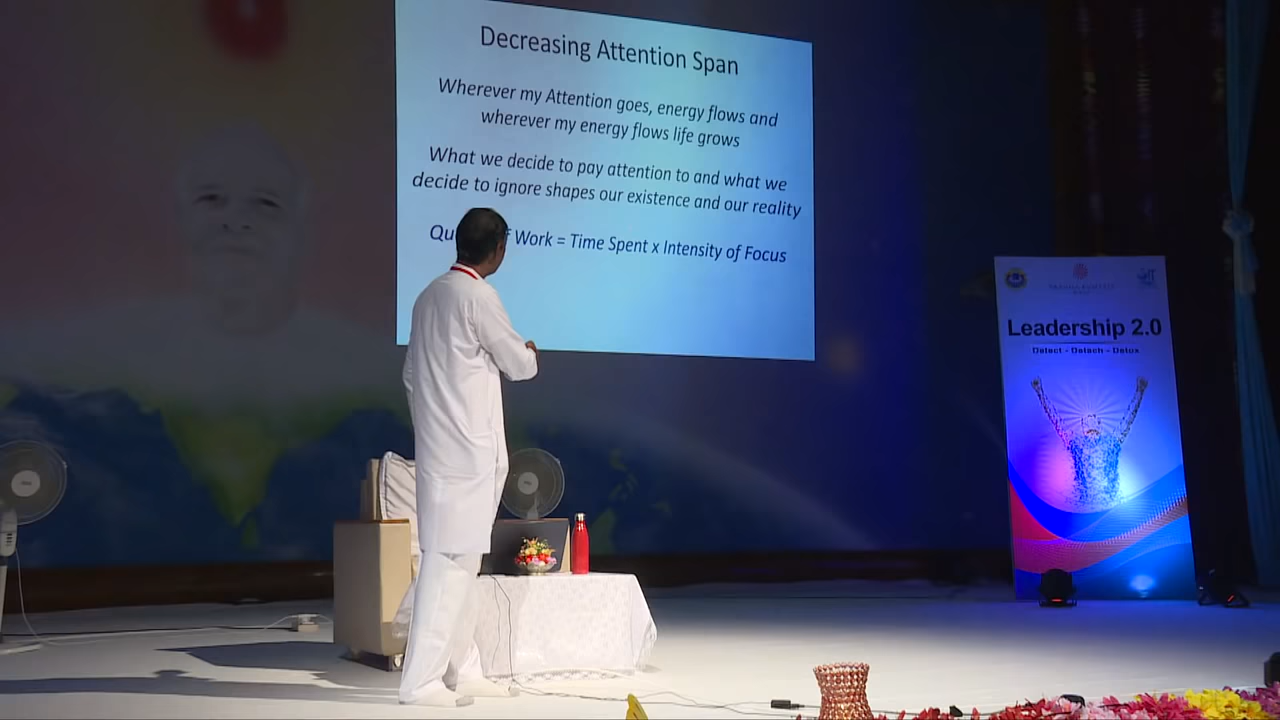 Decreasing Attention Span
Wherever my Attention goes, energy flows and
wherever my energy flows life grows
What we decide to pay attention to and what we
decide to ignore shapes our existence and our reality
Qu f Work = Time Spent x Intensity of Focus
Leadership 2.0
Detect - Detach - Detox